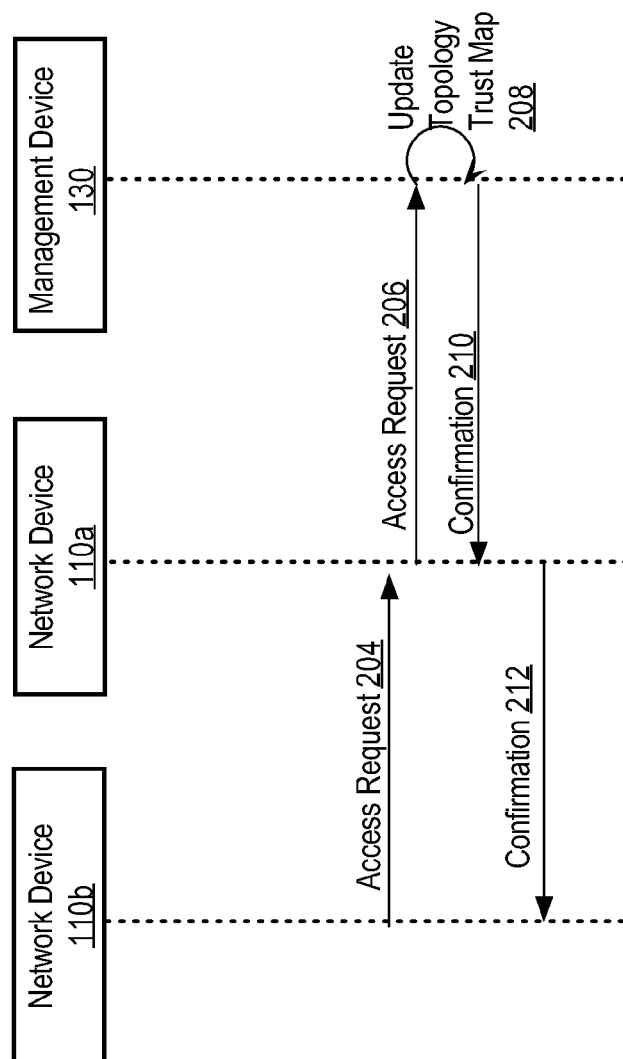 Network Device
110b
Network Device
110a
Management Device
130
Access Request 204
Access Request 206
Update
Topology
Trust Map
208
Confirmation 210
Confirmation 212